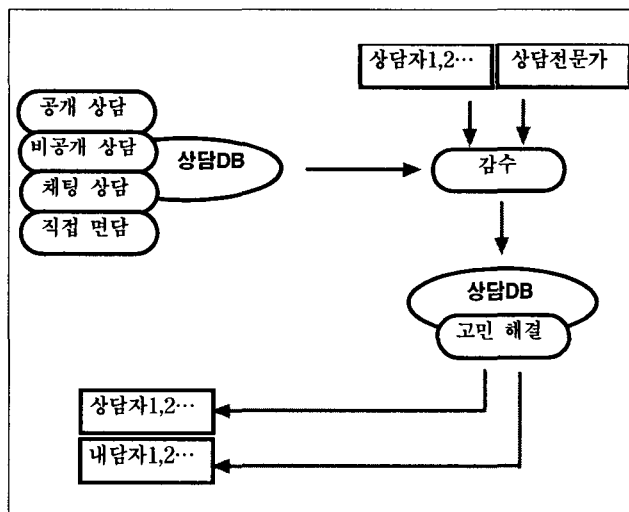 상담자1,2⋯
상담전문가
공개 상담
비공개 상담
채팅 상담
직접 면담
상담DB
감수
상담DB
고민 해결
상담자1,2⋯
내담자1,2⋯